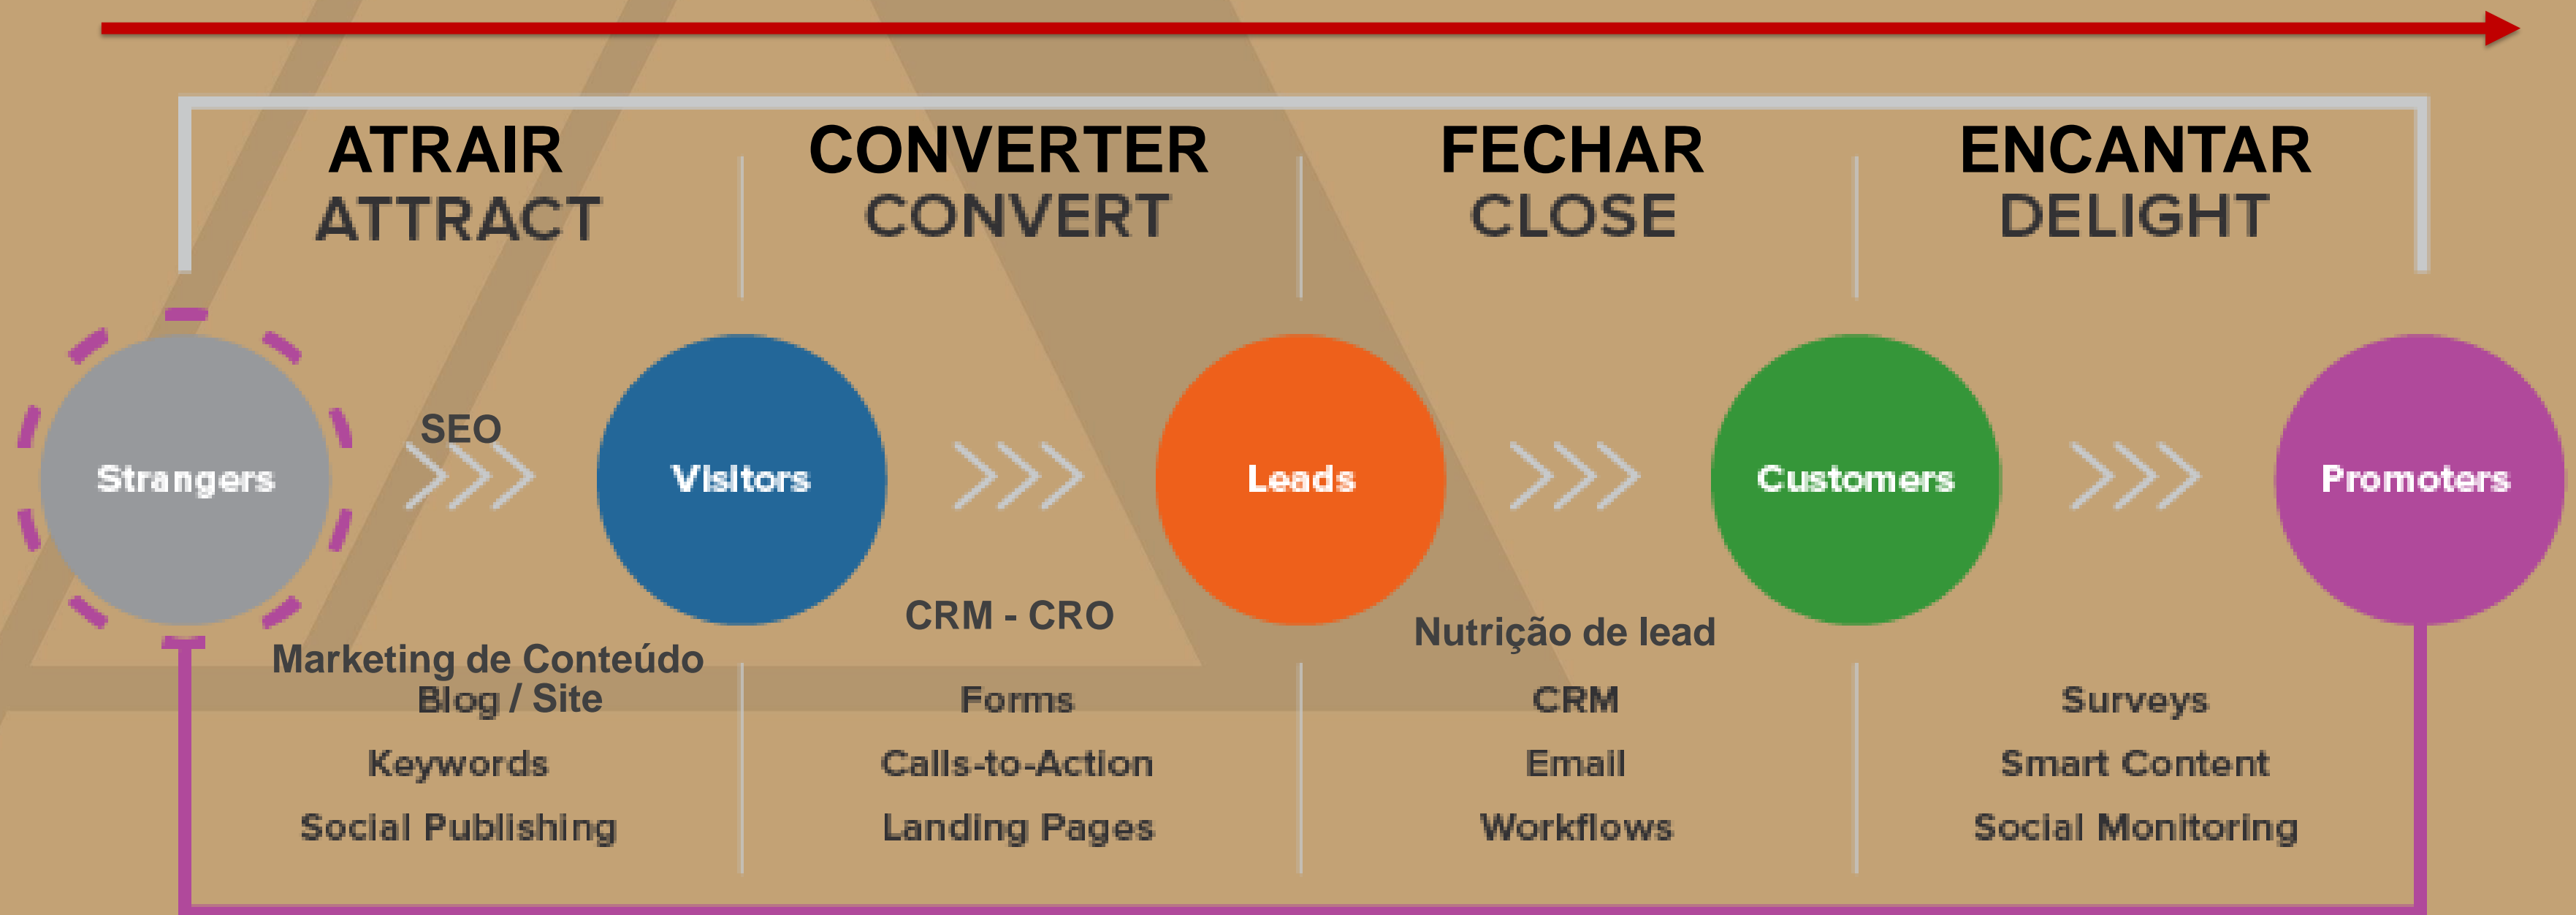 ATRAIR
ATTRACT
CONVERTER
CONVERT
FECHAR
CLOSE
ENCANTAR
DELIGHT
Strangers
SEO
Visitors
Leads
Customers
Promoters
Marketing de Conteúdo
Blog / Site
Keywords
Social Publishing
CRM - CRO
Forms
Calls-to-Action
Landing Pages
Nutrição de lead
CRM
Email
Workflows
Surveys
Smart Content
Social Monitoring